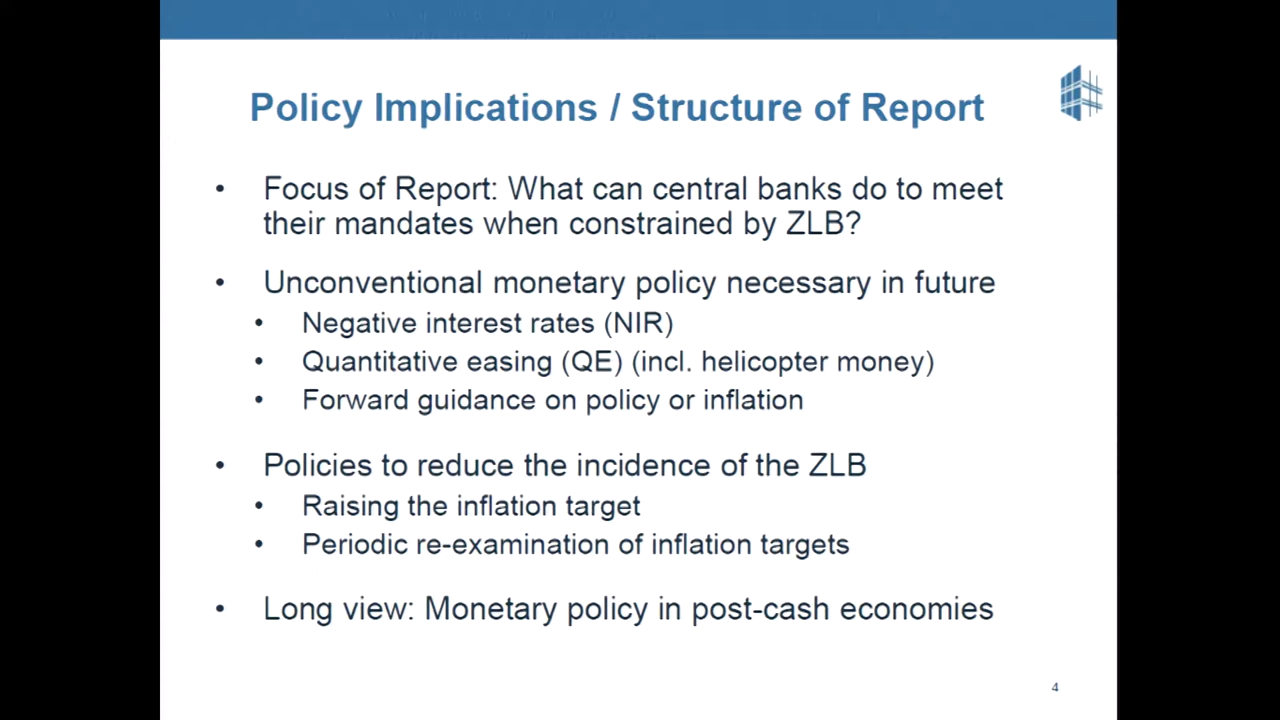 Policy Implications / Structure of Report
• Focus of Report: What can central banks do to meet
their mandates when constrained by ZLB?
• Unconventional monetary policy necessary in future
• Negative interest rates (NIR)
• Quantitative easing (QE) (incl. helicopter money)
• Forward guidance on policy or inflation
• Policies to reduce the incidence of the ZLB
• Raising the inflation target
• Periodic re-examination of inflation targets
• Long view: Monetary policy in post-cash economies
4